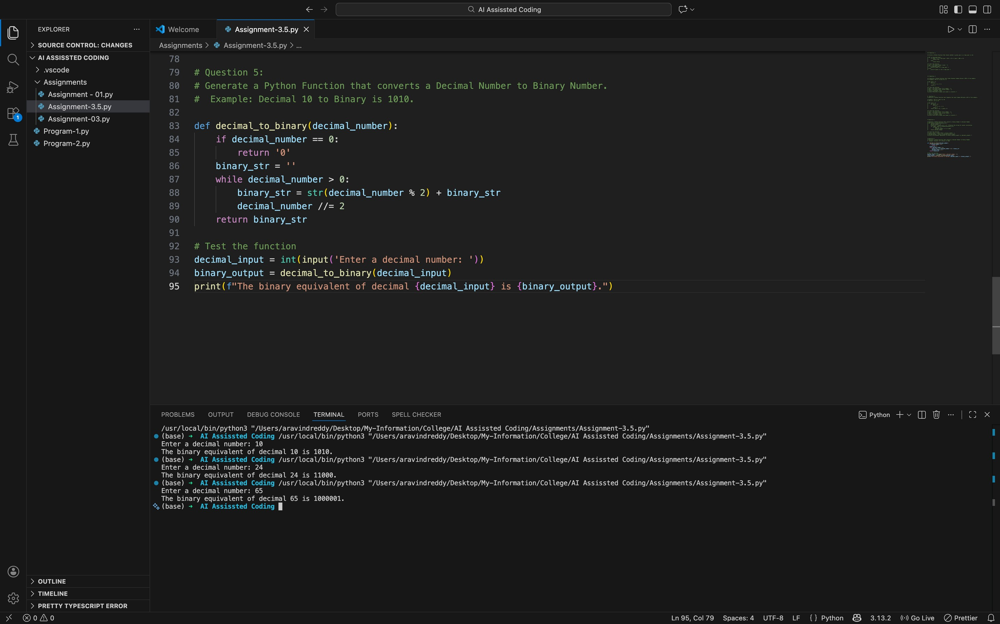 AI Assissted Coding
EXPLORER
SOURCE CONTROL: CHANGES
AI ASSISSTED CODING
.vscode
Assignments
Assignment - 01.py
Assignment-3.5.py
Assignment-03.py
Program-1.py
Program-2.py
1
OUTLINE
TIMELINE
PRETTY TYPESCRIPT ERROR
Welcome
Assignment-3.5.py
Assignments > Assignment-3.5.py > ...
78
79 # Question 5:
80 # Generate a Python Function that converts a Decimal Number to Binary Number.
81 #  Example: Decimal 10 to Binary is 1010.
82
83 def decimal_to_binary(decimal_number):
84     if decimal_number == 0:
85         return '0'
86     binary_str = ''
87     while decimal_number > 0:
88         binary_str = str(decimal_number % 2) + binary_str
89         decimal_number //= 2
90     return binary_str
91
92 # Test the function
93 decimal_input = int(input('Enter a decimal number: '))
94 binary_output = decimal_to_binary(decimal_input)
95 print(f"The binary equivalent of decimal {decimal_input} is {binary_output}.")
PROBLEMS OUTPUT DEBUG CONSOLE TERMINAL PORTS SPELL CHECKER
Python
/usr/local/bin/python3 "/Users/aravindreddy/Desktop/My-Information/College/AI Assissted Coding/Assignments/Assignment-3.5.py"
(base) ➜  AI Assissted Coding /usr/local/bin/python3 "/Users/aravindreddy/Desktop/My-Information/College/AI Assissted Coding/Assignments/Assignment-3.5.py"
Enter a decimal number: 10
The binary equivalent of decimal 10 is 1010.
(base) ➜  AI Assissted Coding /usr/local/bin/python3 "/Users/aravindreddy/Desktop/My-Information/College/AI Assissted Coding/Assignments/Assignment-3.5.py"
Enter a decimal number: 24
The binary equivalent of decimal 24 is 11000.
(base) ➜  AI Assissted Coding /usr/local/bin/python3 "/Users/aravindreddy/Desktop/My-Information/College/AI Assissted Coding/Assignments/Assignment-3.5.py"
Enter a decimal number: 65
The binary equivalent of decimal 65 is 1000001.
(base) ➜  AI Assissted Coding
0 0 Ln 95, Col 79 Spaces: 4 UTF-8 LF { } Python 3.13.2 Go Live Prettier